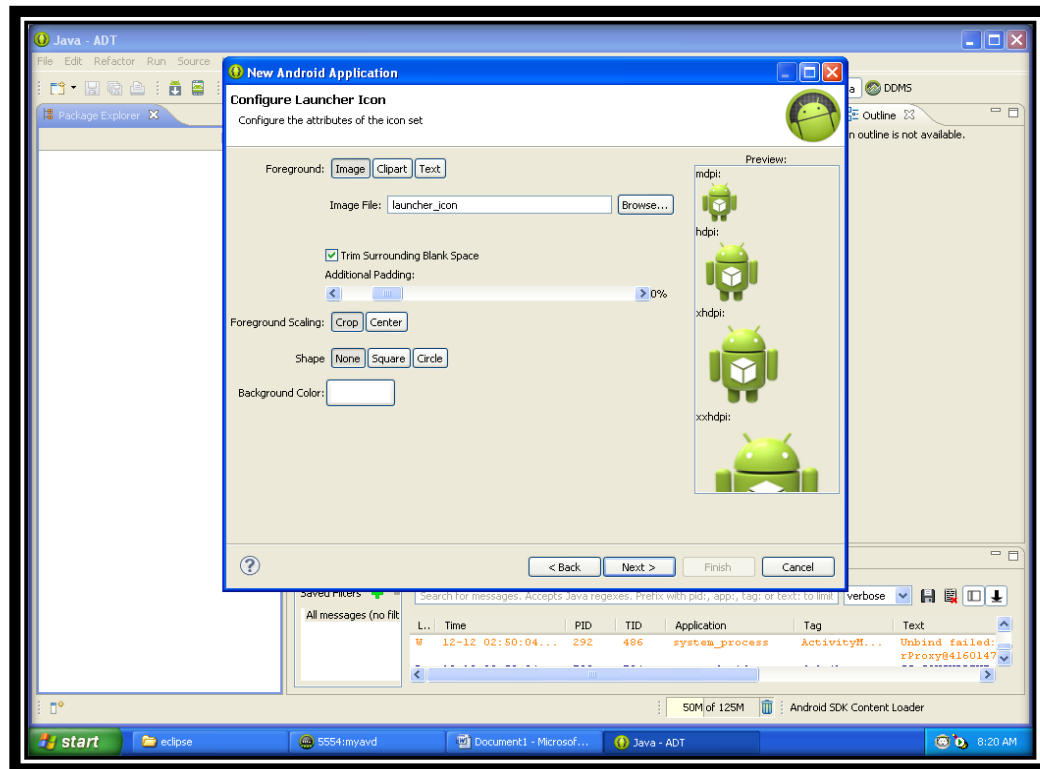 Java - ADT
File Edit Refactor Run Source
DDMS
Package Explorer
Outline
n outline is not available.
New Android Application
Configure Launcher Icon
Configure the attributes of the icon set
Foreground: Image Clipart Text
Image File: launcher_icon Browse...
Trim Surrounding Blank Space
Additional Padding:
0%
Foreground Scaling: Crop Center
Shape None Square Circle
Background Color:
Preview:
mdpi:
hdpi:
xhdpi:
xxhdpi:
? < Back Next > Finish Cancel
Saved Filters
Search for messages. Accepts Java regexes. Prefix with pid:, app:, tag: or text: to limit verbose
All messages (no filt
L.. Time PID TID Application Tag Text
W 12-12 02:50:04... 292 486 system_process ActivityM... Unbind failed:
rProxy@4160147
50M of 125M Android SDK Content Loader
start eclipse 5554:myavd Document1 - Microsof... Java - ADT 8:20 AM